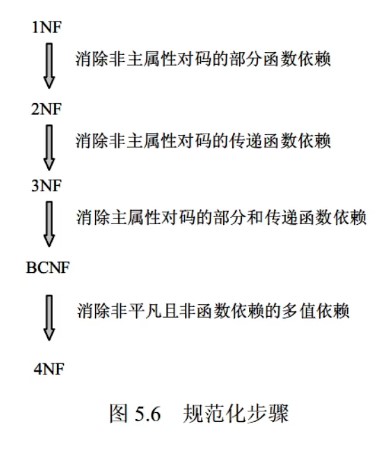 1NF
消除非主属性对码的部分函数依赖
2NF
消除非主属性对码的传递函数依赖
3NF
消除主属性对码的部分和传递函数依赖
BCNF
消除非平凡且非函数依赖的多值依赖
4NF
图 5.6 规范化步骤